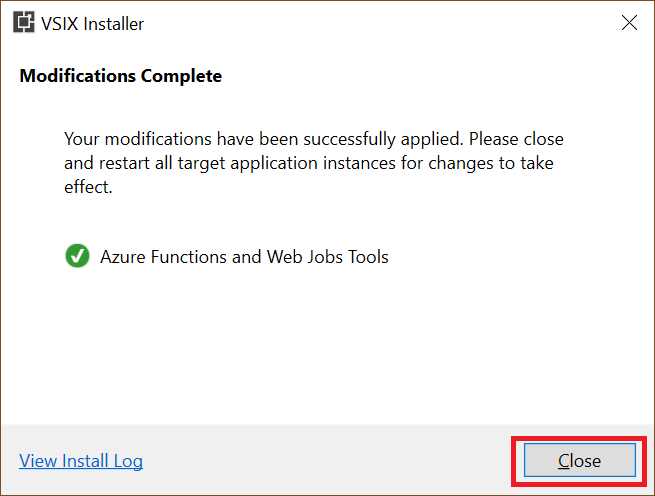 VSIX Installer
Modifications Complete
Your modifications have been successfully applied. Please close
and restart all target application instances for changes to take
effect.
Azure Functions and Web Jobs Tools
View Install Log
Close